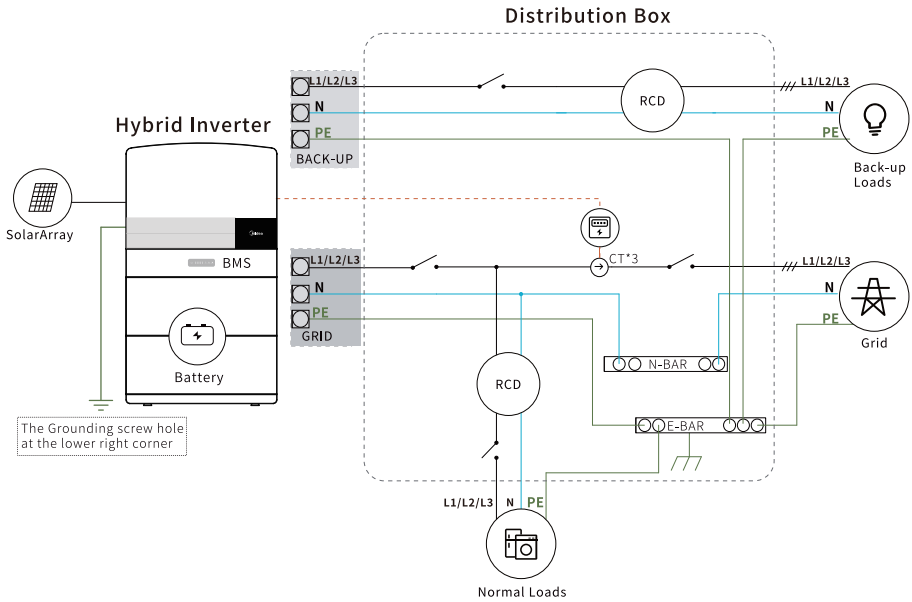 Distribution Box
L1/L2/L3
N
PE
BACK-UP
RCD
L1/L2/L3
N
PE
Back-up
Loads
Hybrid Inverter
SolarArray
Midea
BMS
Battery
The Grounding screw hole
at the lower right corner
L1/L2/L3
N
PE
GRID
CT*3
L1/L2/L3
N
PE
Grid
N-BAR
RCD
E-BAR
L1/L2/L3 N PE
Normal Loads